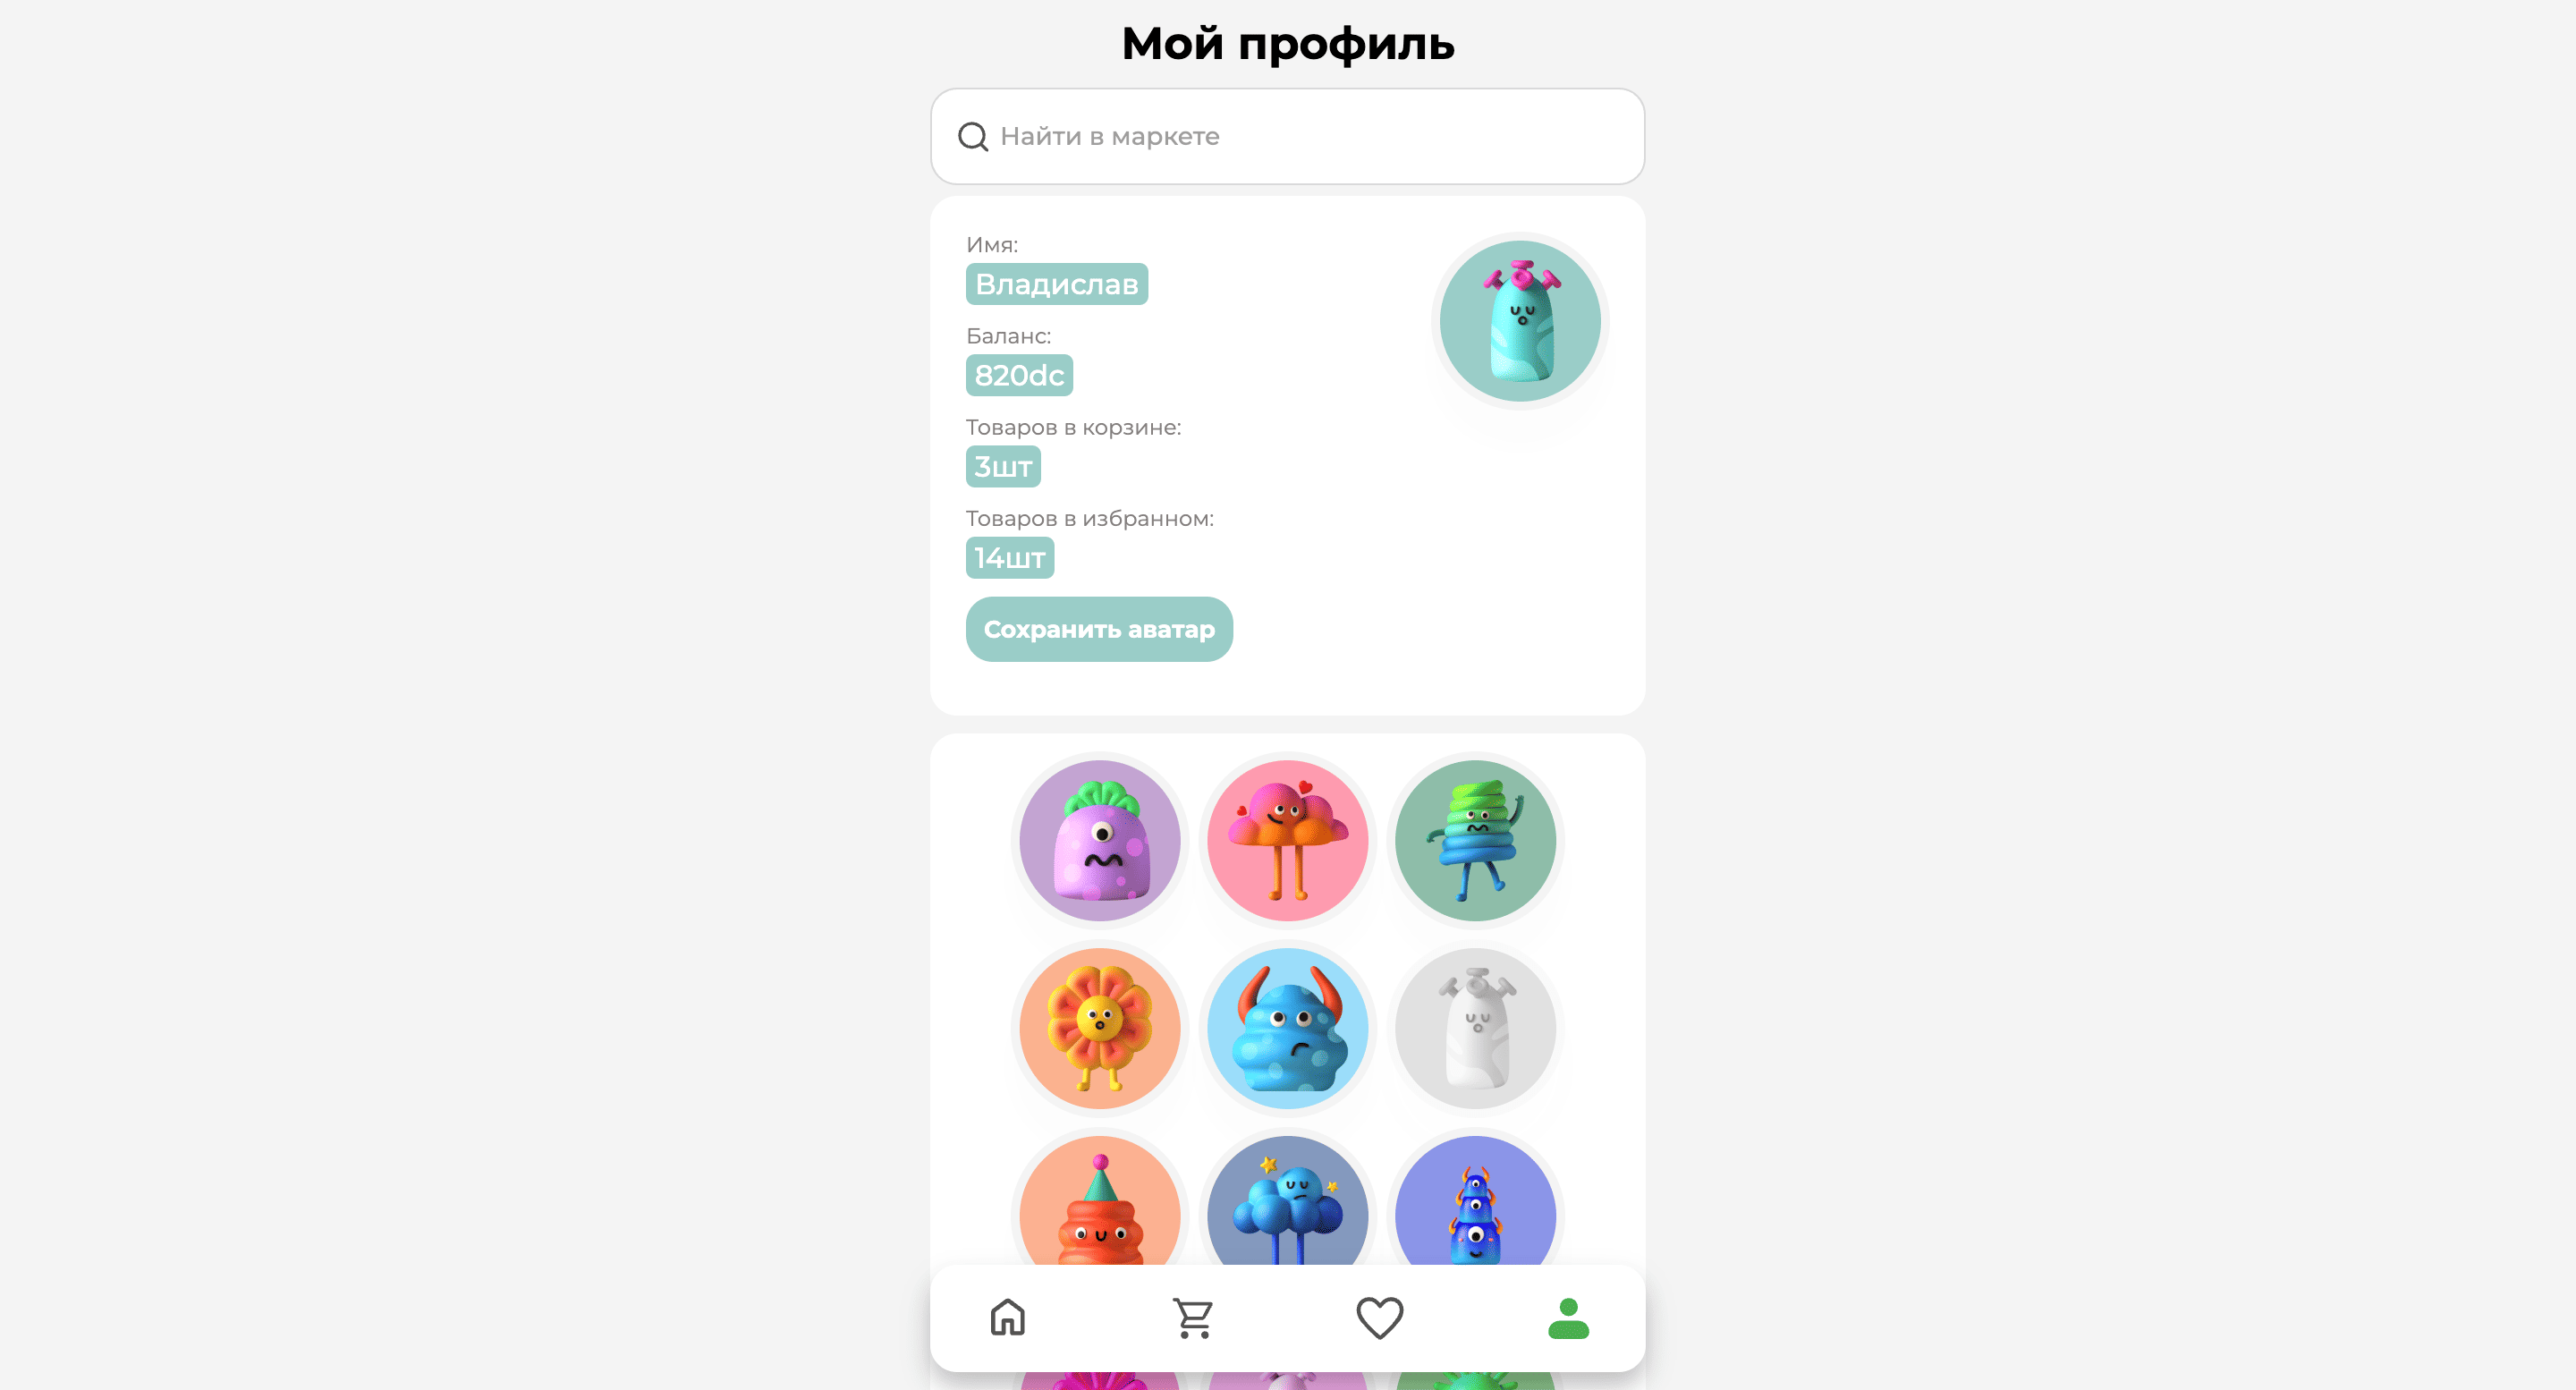 Мой профиль
Найти в маркете
Имя:
Владислав
Баланс:
820dc
Товаров в корзине:
3шт
Товаров в избранном:
14шт
Сохранить аватар